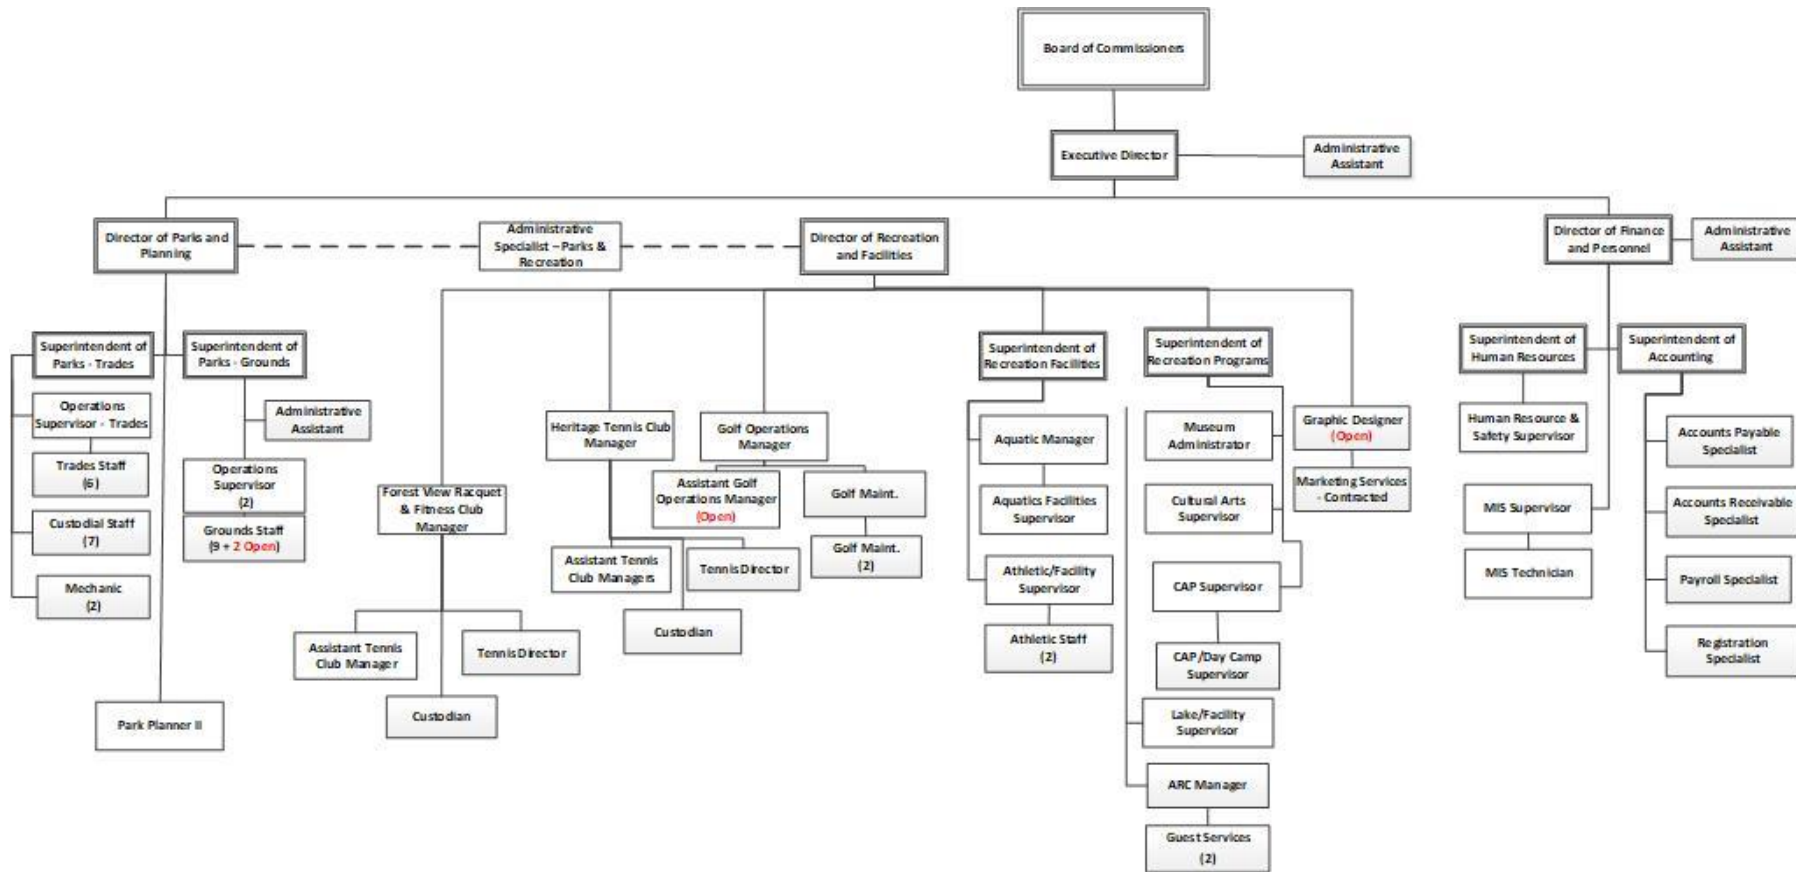 Board of Commissioners
Executive Director
Administrative
Assistant
Director of Parks and
Planning
Administrative
Specialist – Parks &
Recreation
Director of Recreation
and Facilities
Director of Finance
and Personnel
Administrative
Assistant
Superintendent of
Parks - Trades
Superintendent of
Parks - Grounds
Operations
Supervisor - Trades
Administrative
Assistant
Trades Staff
(6)
Operations
Supervisor
(2)
Custodial Staff
(7)
Grounds Staff
(9 + 2 Open)
Mechanic
(2)
Park Planner II
Forest View Racquet
& Fitness Club
Manager
Assistant Tennis
Club Manager
Tennis Director
Custodian
Heritage Tennis Club
Manager
Assistant Tennis
Club Managers
Tennis Director
Custodian
Golf Operations
Manager
Assistant Golf
Operations Manager
(Open)
Golf Maint.
Golf Maint.
(2)
Superintendent of
Recreation Facilities
Aquatic Manager
Aquatics Facilities
Supervisor
Athletic/Facility
Supervisor
Athletic Staff
(2)
Superintendent of
Recreation Programs
Museum
Administrator
Cultural Arts
Supervisor
CAP Supervisor
CAP/Day Camp
Supervisor
Lake/Facility
Supervisor
ARC Manager
Guest Services
(2)
Graphic Designer
(Open)
Marketing Services
- Contracted
Superintendent of
Human Resources
Human Resource &
Safety Supervisor
MIS Supervisor
MIS Technician
Superintendent of
Accounting
Accounts Payable
Specialist
Accounts Receivable
Specialist
Payroll Specialist
Registration
Specialist